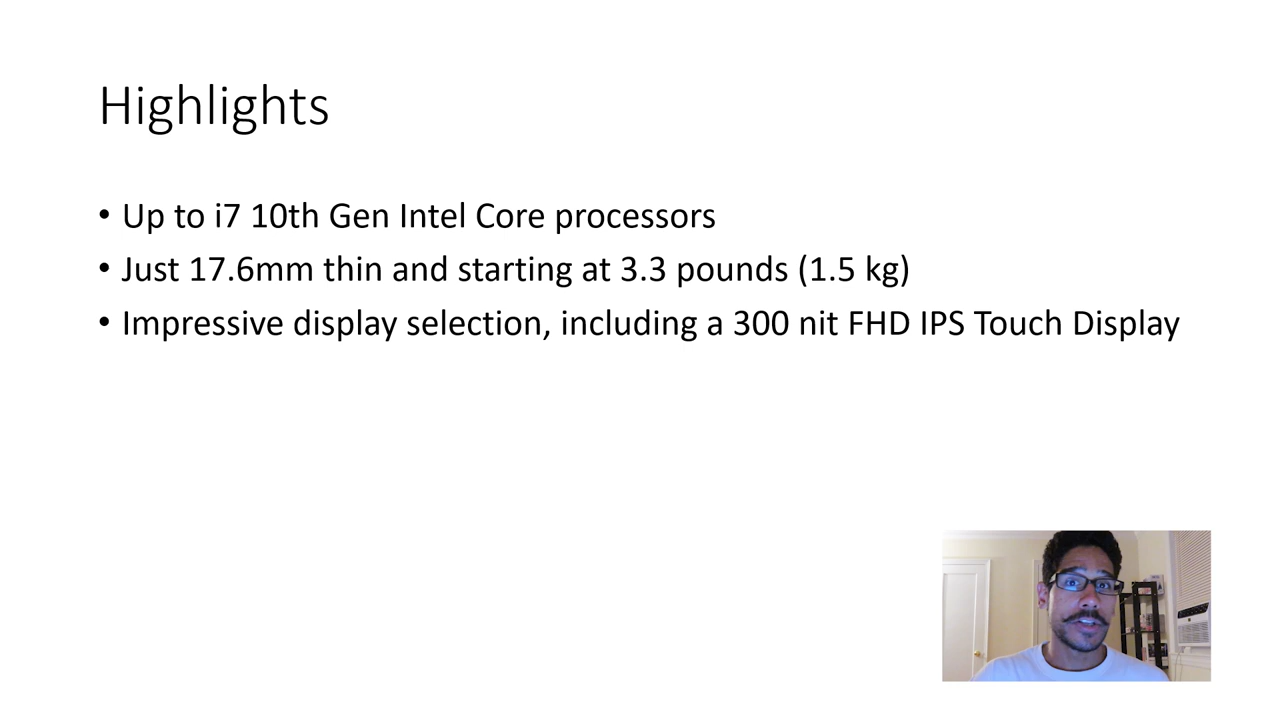 Highlights
• Up to i7 10th Gen Intel Core processors
• Just 17.6mm thin and starting at 3.3 pounds (1.5 kg)
• Impressive display selection, including a 300 nit FHD IPS Touch Display